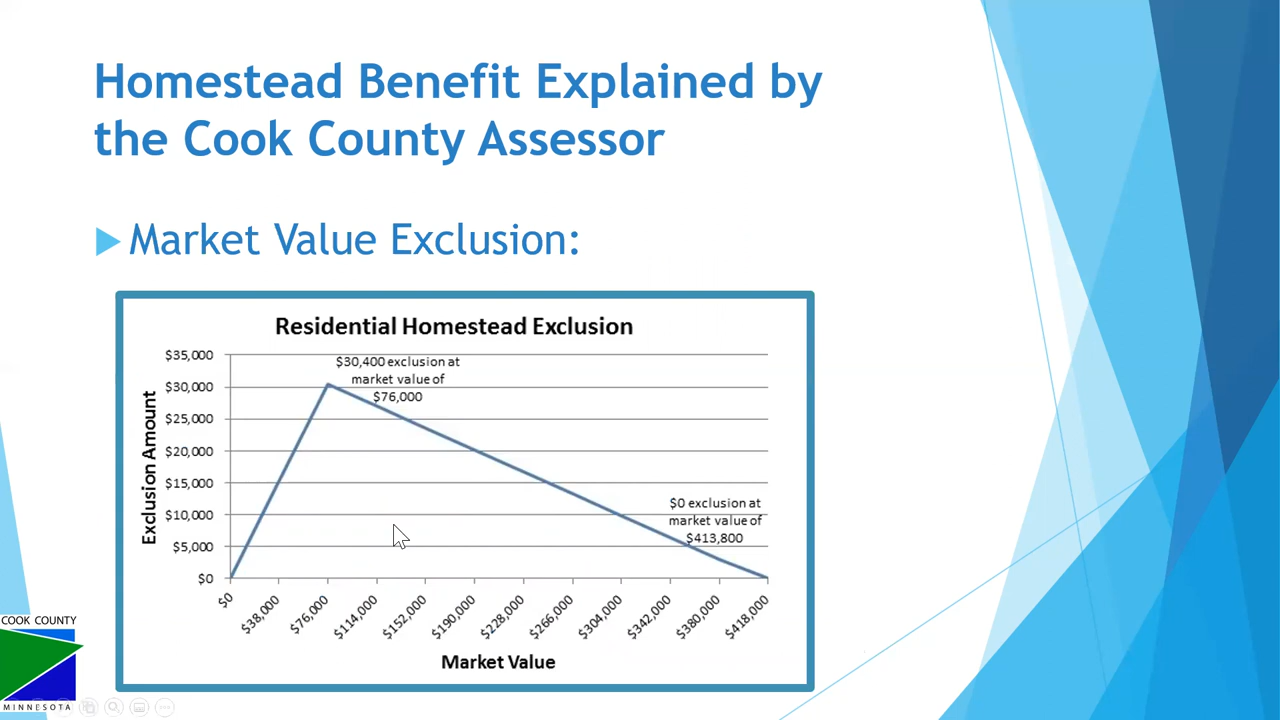 Homestead Benefit Explained by
the Cook County Assessor
Market Value Exclusion:
Residential Homestead Exclusion
$35,000
$30,000
$25,000
$20,000
$15,000
$10,000
$5,000
$0
Exclusion Amount
$30,400 exclusion at
market value of
$76,000
$0 exclusion at
market value of
$413,800
$0
$38,000
$76,000
$114,000
$152,000
$190,000
$228,000
$266,000
$304,000
$342,000
$380,000
$418,000
Market Value
COOK COUNTY
MINNESOTA